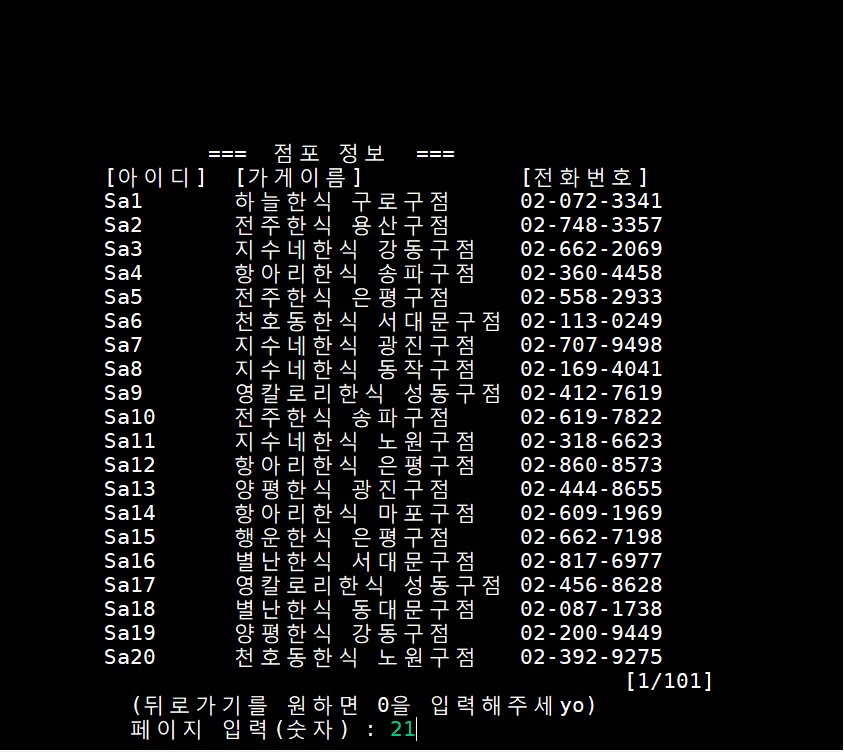 === 점포 정보 ===
[아이디] [가게이름] [전화번호]
Sa1 하늘한식 구로구점 02-072-3341
Sa2 전주한식 용산구점 02-748-3357
Sa3 지수네한식 강동구점 02-662-2069
Sa4 항아리한식 송파구점 02-360-4458
Sa5 전주한식 은평구점 02-558-2933
Sa6 천호동한식 서대문구점 02-113-0249
Sa7 지수네한식 광진구점 02-707-9498
Sa8 지수네한식 동작구점 02-169-4041
Sa9 영칼로리한식 성동구점 02-412-7619
Sa10 전주한식 송파구점 02-619-7822
Sa11 지수네한식 노원구점 02-318-6623
Sa12 항아리한식 은평구점 02-860-8573
Sa13 양평한식 광진구점 02-444-8655
Sa14 항아리한식 마포구점 02-609-1969
Sa15 행운한식 은평구점 02-662-7198
Sa16 별난한식 서대문구점 02-817-6977
Sa17 영칼로리한식 성동구점 02-456-8628
Sa18 별난한식 동대문구점 02-087-1738
Sa19 양평한식 강동구점 02-200-9449
Sa20 천호동한식 노원구점 02-392-9275
[1/101]
(뒤로가기를 원하면 0을 입력해주세yo)
페이지 입력(숫자) : 21